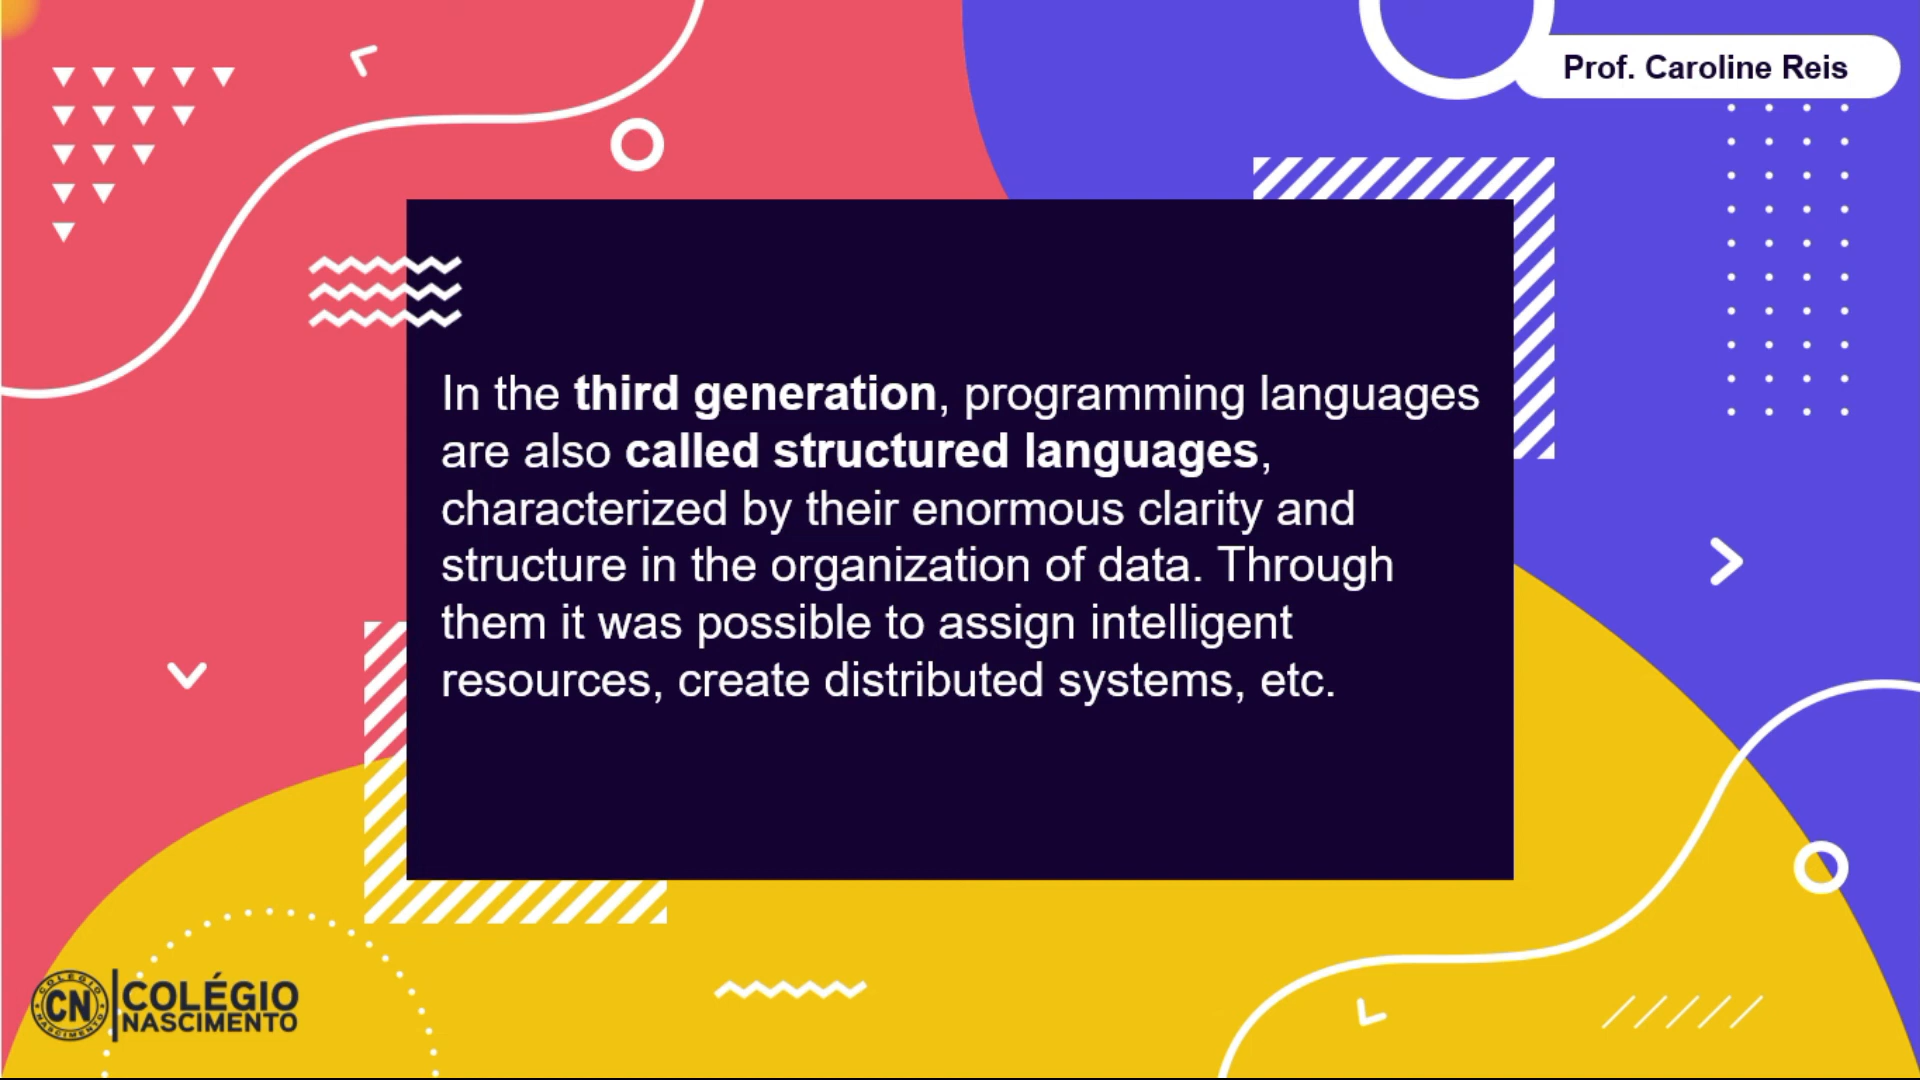 Prof. Caroline Reis
In the third generation, programming languages
are also called structured languages,
characterized by their enormous clarity and
structure in the organization of data. Through
them it was possible to assign intelligent
resources, create distributed systems, etc.
COLÉGIO
CN
NASCIMENTO
COLÉGIO
NASCIMENTO